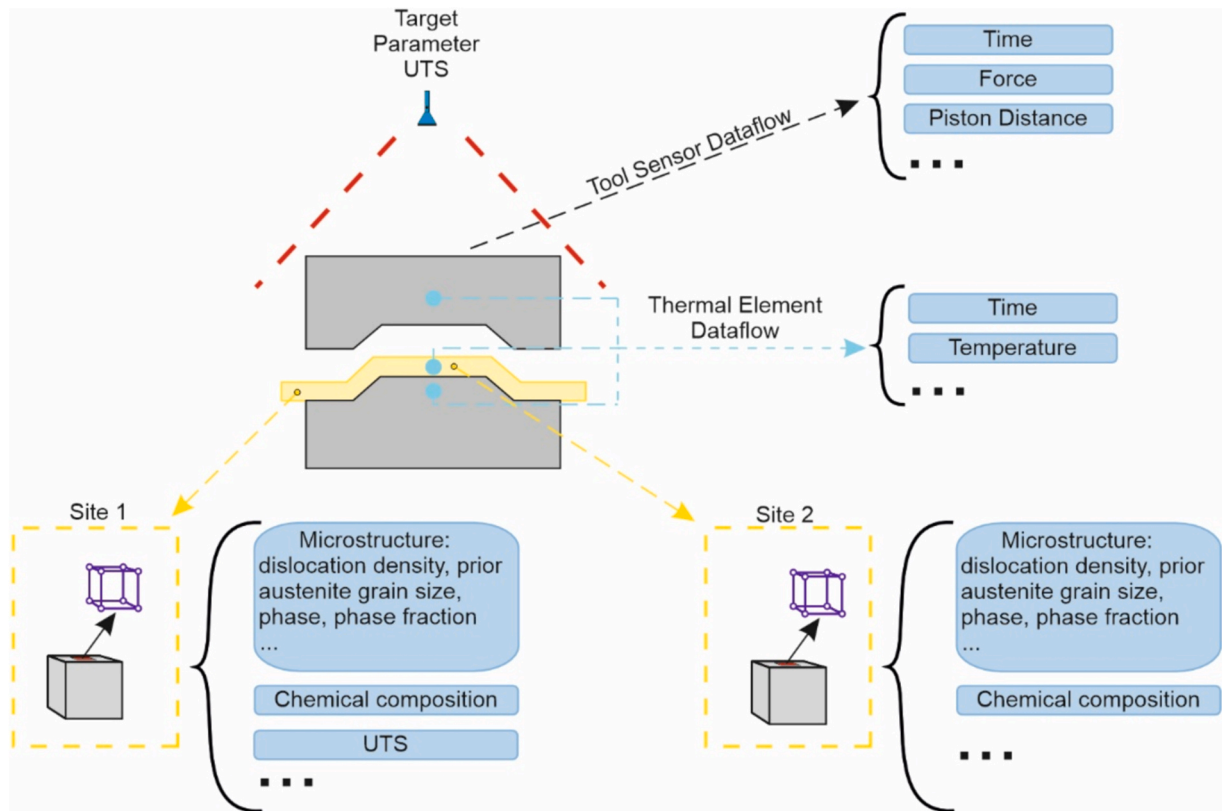 Target
Parameter
UTS
Tool Sensor Dataflow
Time
Force
Piston Distance
...
Thermal Element
Dataflow
Time
Temperature
...
Site 1
Microstructure:
dislocation density, prior
austenite grain size,
phase, phase fraction
...
Chemical composition
UTS
...
Site 2
Microstructure:
dislocation density, prior
austenite grain size,
phase, phase fraction
...
Chemical composition
...